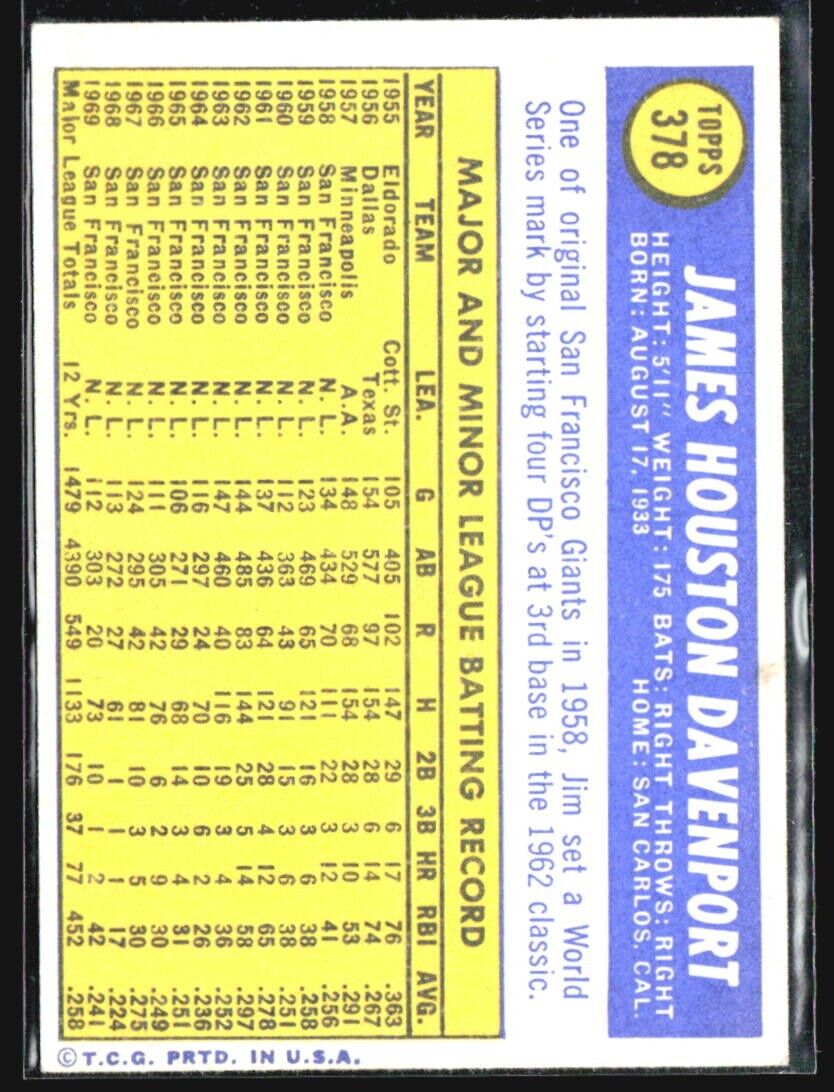 TOPPS
378
JAMES HOUSTON DAVENPORT
HEIGHT: 5'11" WEIGHT: 175 BATS: RIGHT THROWS: RIGHT
BORN: AUGUST 17, 1933 HOME: SAN CARLOS, CAL.
One of original San Francisco Giants in 1958, Jim set a World
Series mark by starting four DP's at 3rd base in the 1962 classic.
MAJOR AND MINOR LEAGUE BATTING RECORD
YEAR TEAM LEA. G AB R H 2B 3B HR RBI AVG.
1955 Eldorado Cott. St. 105 405 102 147 29 6 17 76 .363
1956 Dallas Texas 154 577 97 154 28 6 14 74 .267
1957 Minneapolis A.A. 148 529 68 154 28 3 10 53 .291
1958 San Francisco N. L. 134 434 70 111 22 3 12 41 .256
1959 San Francisco N. L. 123 469 65 121 16 3 6 38 .258
1960 San Francisco N. L. 112 363 43 91 15 3 6 38 .251
1961 San Francisco N. L. 137 436 64 121 28 4 12 65 .278
1962 San Francisco N. L. 144 485 83 144 25 5 14 58 .297
1963 San Francisco N. L. 147 460 40 116 19 3 4 36 .252
1964 San Francisco N. L. 116 297 24 70 10 6 2 26 .236
1965 San Francisco N. L. 106 271 29 68 14 3 4 31 .251
1966 San Francisco N. L. 111 305 42 76 6 2 9 30 .249
1967 San Francisco N. L. 124 295 42 81 10 3 5 30 .275
1968 San Francisco N. L. 113 272 27 61 1 1 1 17 .224
1969 San Francisco N. L. 112 303 20 73 10 1 2 42 .241
Major League Totals 12 Yrs. 1479 4390 549 1133 176 37 77 452 .258
© T.C.G. PRTD. IN U.S.A.